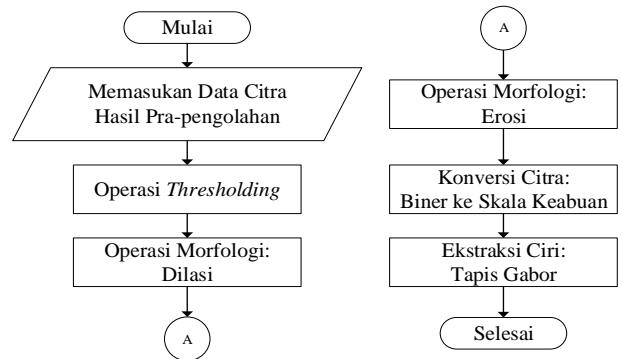 Mulai
Memasukan Data Citra
Hasil Pra-pengolahan
Operasi Thresholding
Operasi Morfologi:
Dilasi
A
A
Operasi Morfologi:
Erosi
Konversi Citra:
Biner ke Skala Keabuan
Ekstraksi Ciri:
Tapis Gabor
Selesai